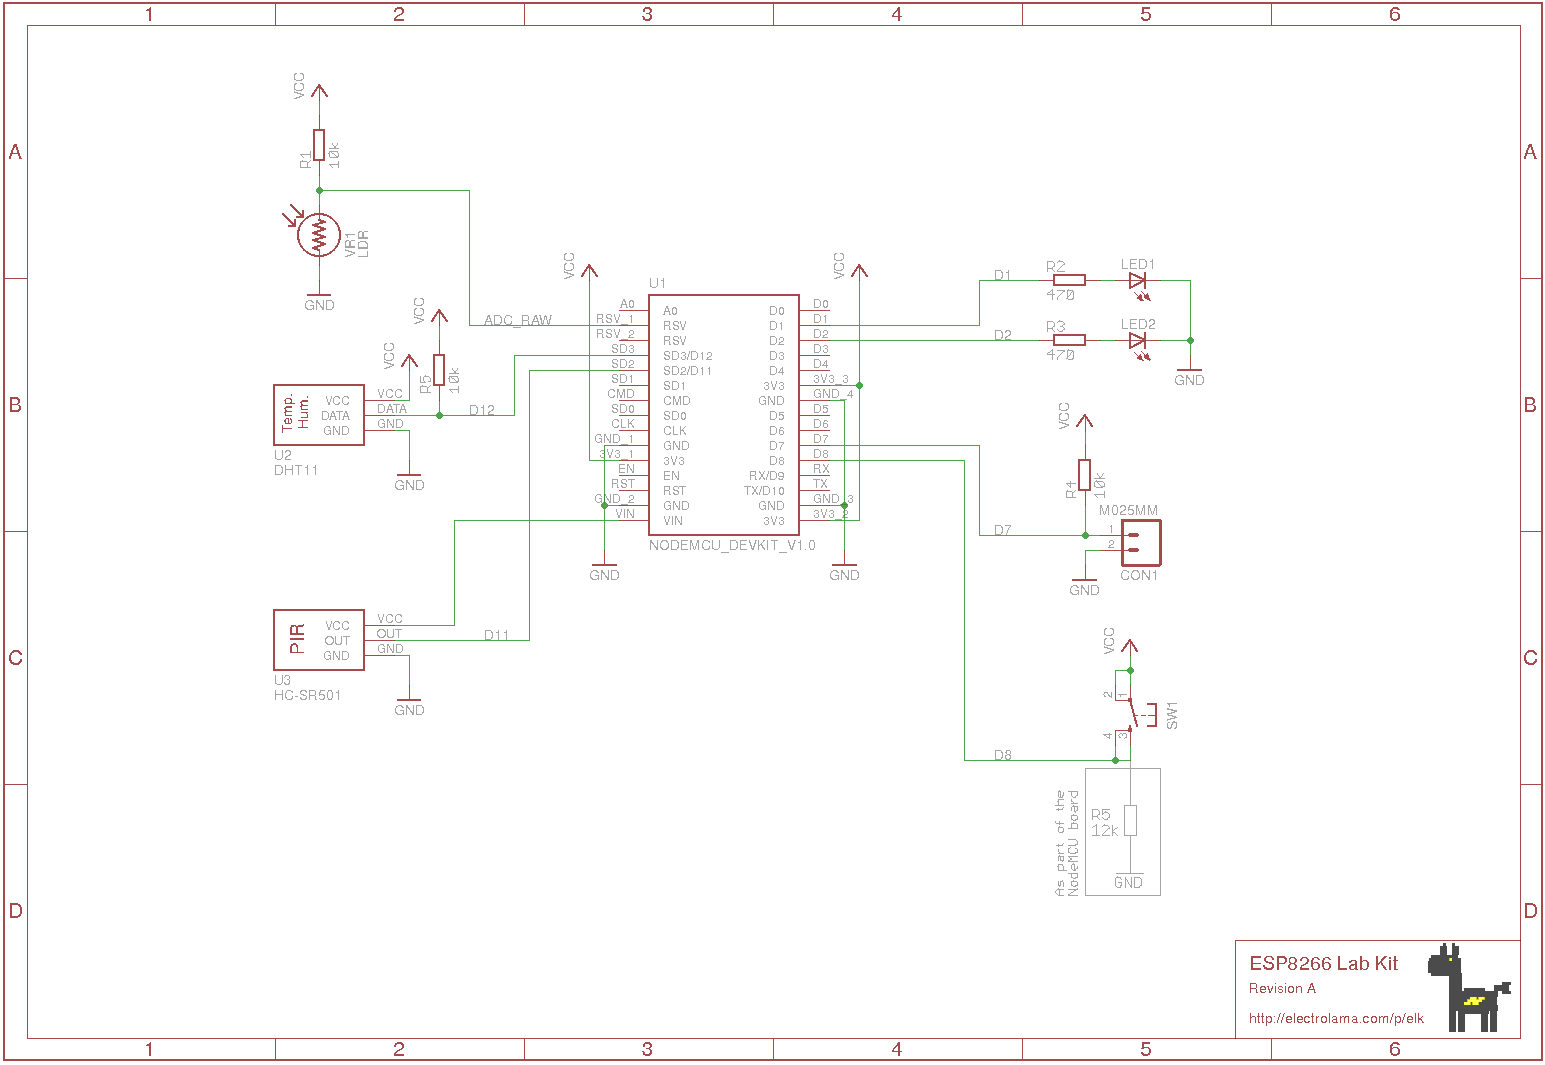 1 2 3 4 5 6
A
B
C
D
A
B
C
D
VCC
R1
10k
VR1
LDR
GND
ADC_RAW
VCC
R5
10k
VCC
Temp.
Hum.
VCC
DATA
GND
VCC
DATA
GND
D12
U2
DHT11
GND
PIR
VCC
OUT
GND
VCC
OUT
GND
D11
U3
HC-SR501
GND
VCC
VCC
U1
A0
RSV_1
RSV_2
SD3
SD2
SD1
CMD
SD0
CLK
GND_1
3V3_1
EN
RST
GND_2
VIN
A0
RSV
RSV
SD3/D12
SD2/D11
SD1
CMD
SD0
CLK
GND
3V3
EN
RST
GND
VIN
D0
D1
D2
D3
D4
3V3
GND
D5
D6
D7
D8
RX/D9
TX/D10
GND
3V3
D0
D1
D2
D3
D4
3V3_3
GND_4
D5
D6
D7
D8
RX
TX
GND_3
3V3_2
NODEMCU_DEVKIT_V1.0
GND
GND
D1
R2
470
LED1
D2
R3
470
LED2
GND
VCC
R4
10k
M025MM
D7
1
2
CON1
GND
VCC
2
1
4
3
SW1
D8
As part of the
NodeMCU board
R5
12k
GND
ESP8266 Lab Kit
Revision A
http://electrolama.com/p/elk
1 2 3 4 5 6